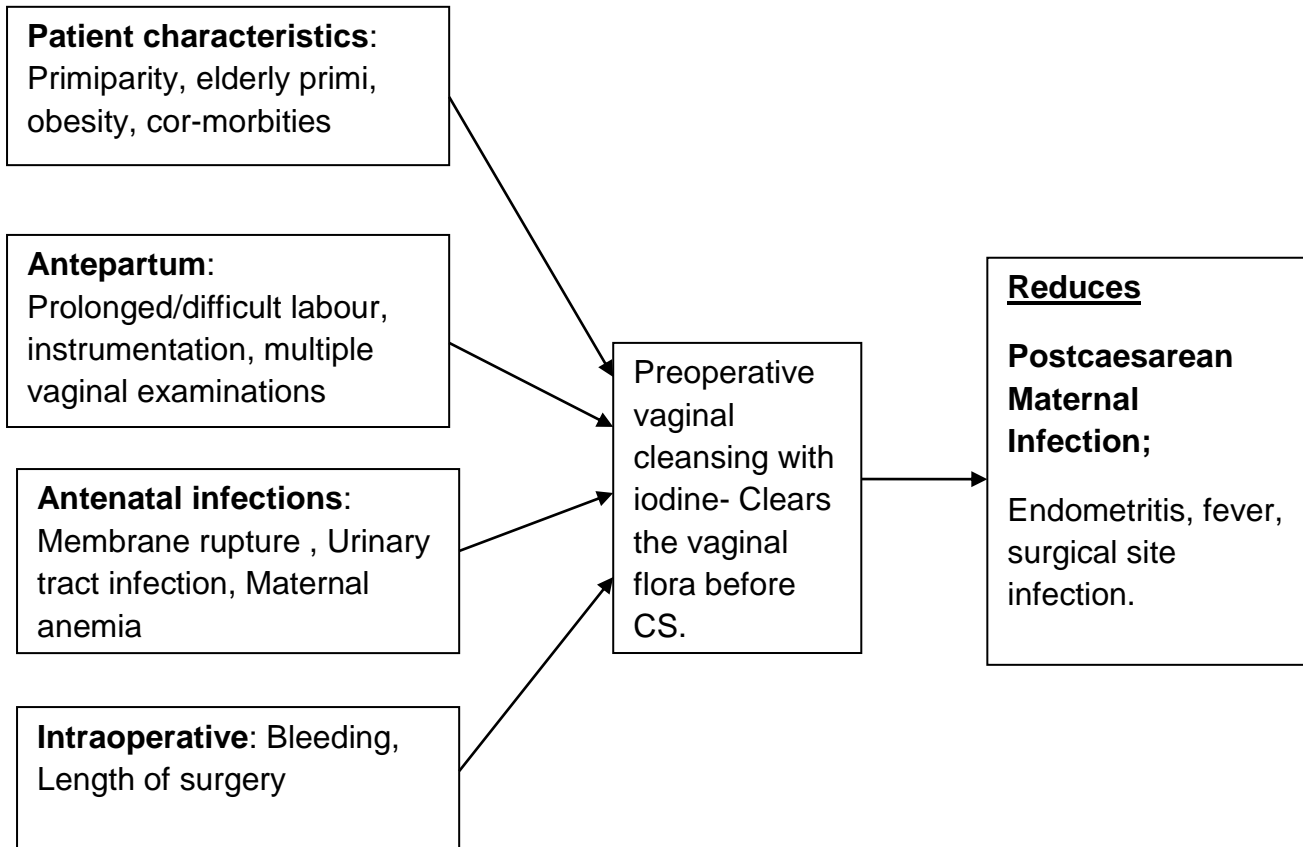 Patient characteristics:
Primiparity, elderly primi,
obesity, cor-morbities
Antepartum:
Prolonged/difficult labour,
instrumentation, multiple
vaginal examinations
Antenatal infections:
Membrane rupture , Urinary
tract infection, Maternal
anemia
Intraoperative: Bleeding,
Length of surgery
Preoperative
vaginal
cleansing with
iodine- Clears
the vaginal
flora before
CS.
Reduces
Postcaesarean
Maternal
Infection;
Endometritis, fever,
surgical site
infection.